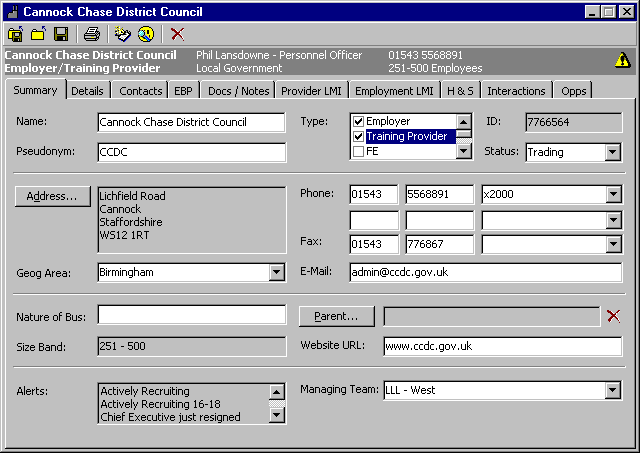 Cannock Chase District Council
Cannock Chase District Council Phil Lansdowne - Personnel Officer 01543 5568891
Employer/Training Provider Local Government 251-500 Employees
Summary Details Contacts EBP Docs / Notes Provider LMI Employment LMI H & S Interactions Opps
Name: Cannock Chase District Council Type: Employer ID: 7766564
Training Provider
Pseudonym: CCDC FE Status: Trading
Address... Lichfield Road Phone: 01543 5568891 x2000
Cannock
Staffordshire
WS12 1RT Fax: 01543 776867
Geog Area: Birmingham E-Mail: admin@ccdc.gov.uk
Nature of Bus: Parent...
Size Band: 251 - 500 Website URL: www.ccdc.gov.uk
Alerts: Actively Recruiting Managing Team: LLL - West
Actively Recruiting 16-18
Chief Executive just resigned